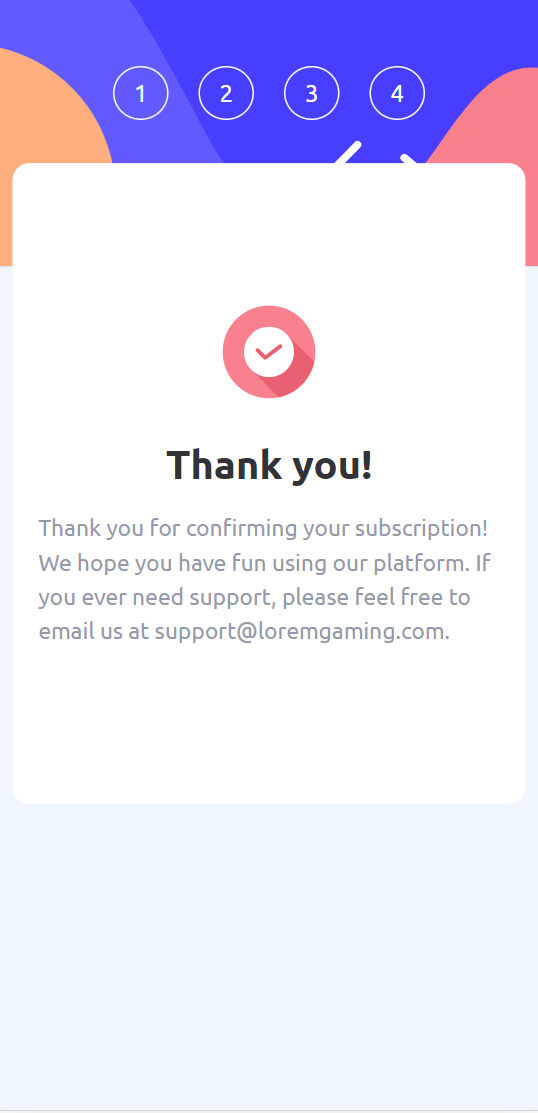 1 2 3 4
Thank you!
Thank you for confirming your subscription!
We hope you have fun using our platform. If
you ever need support, please feel free to
email us at support@loremgaming.com.